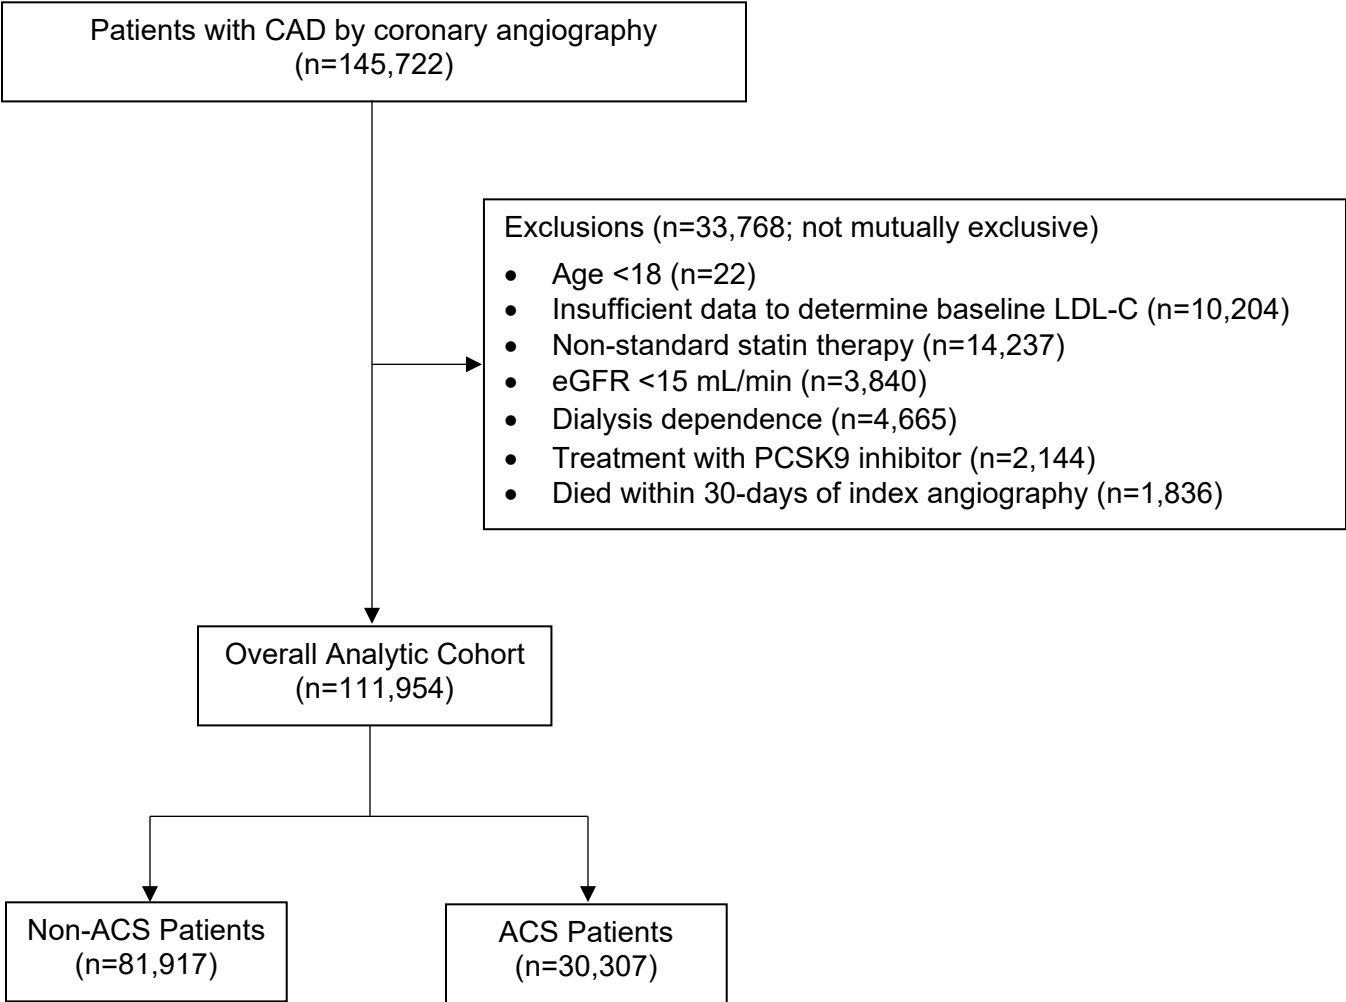 Patients with CAD by coronary angiography
(n=145,722)
Exclusions (n=33,768; not mutually exclusive)
• Age <18 (n=22)
• Insufficient data to determine baseline LDL-C (n=10,204)
• Non-standard statin therapy (n=14,237)
• eGFR <15 mL/min (n=3,840)
• Dialysis dependence (n=4,665)
• Treatment with PCSK9 inhibitor (n=2,144)
• Died within 30-days of index angiography (n=1,836)
Overall Analytic Cohort
(n=111,954)
Non-ACS Patients
(n=81,917)
ACS Patients
(n=30,307)